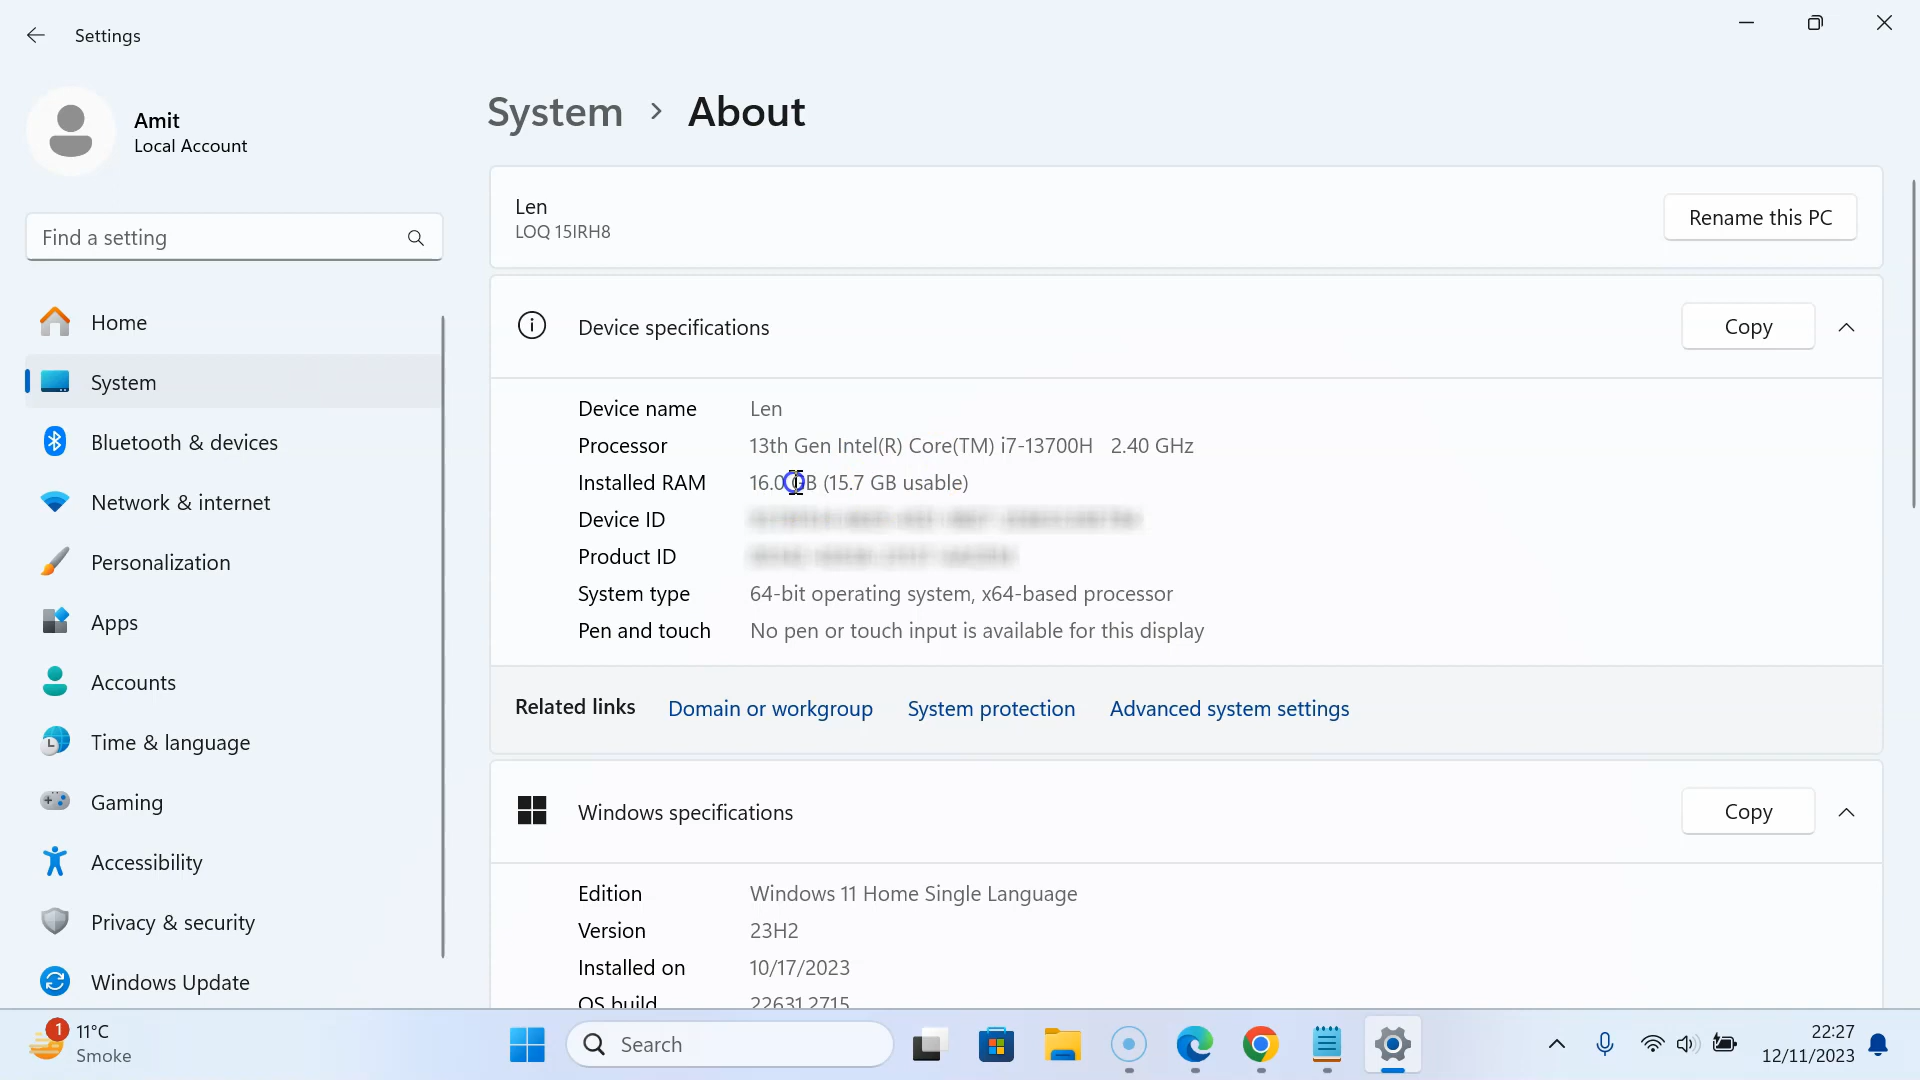 Settings
Amit
Local Account
Find a setting
Home
System
Bluetooth & devices
Network & internet
Personalization
Apps
Accounts
Time & language
Gaming
Accessibility
Privacy & security
Windows Update
System > About
Len
LOQ 15IRH8
Rename this PC
Device specifications
Copy
Device name Len
Processor 13th Gen Intel(R) Core(TM) i7-13700H 2.40 GHz
Installed RAM 16.0 GB (15.7 GB usable)
Device ID
Product ID
System type 64-bit operating system, x64-based processor
Pen and touch No pen or touch input is available for this display
Related links Domain or workgroup System protection Advanced system settings
Windows specifications
Copy
Edition Windows 11 Home Single Language
Version 23H2
Installed on 10/17/2023
OS build 22631.2715
1
11°C
Smoke
Search
22:27
12/11/2023